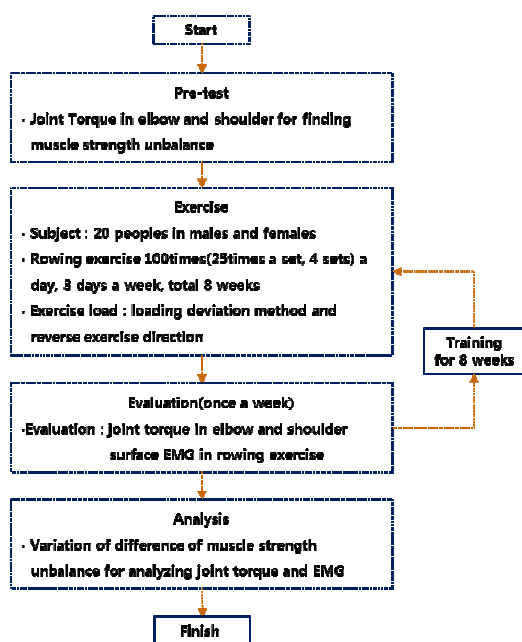 Start
Pre-test
· Joint Torque in elbow and shoulder for finding
muscle strength unbalance
Exercise
· Subject : 20 peoples in males and females
· Rowing exercise 100times(25times a set, 4 sets) a
day, 3 days a week, total 8 weeks
· Exercise load : loading deviation method and
reverse exercise direction
Training
for 8 weeks
Evaluation(once a week)
·Evaluation : joint torque in elbow and shoulder
surface EMG in rowing exercise
Analysis
· Variation of difference of muscle strength
unbalance for analyzing joint torque and EMG
Finish